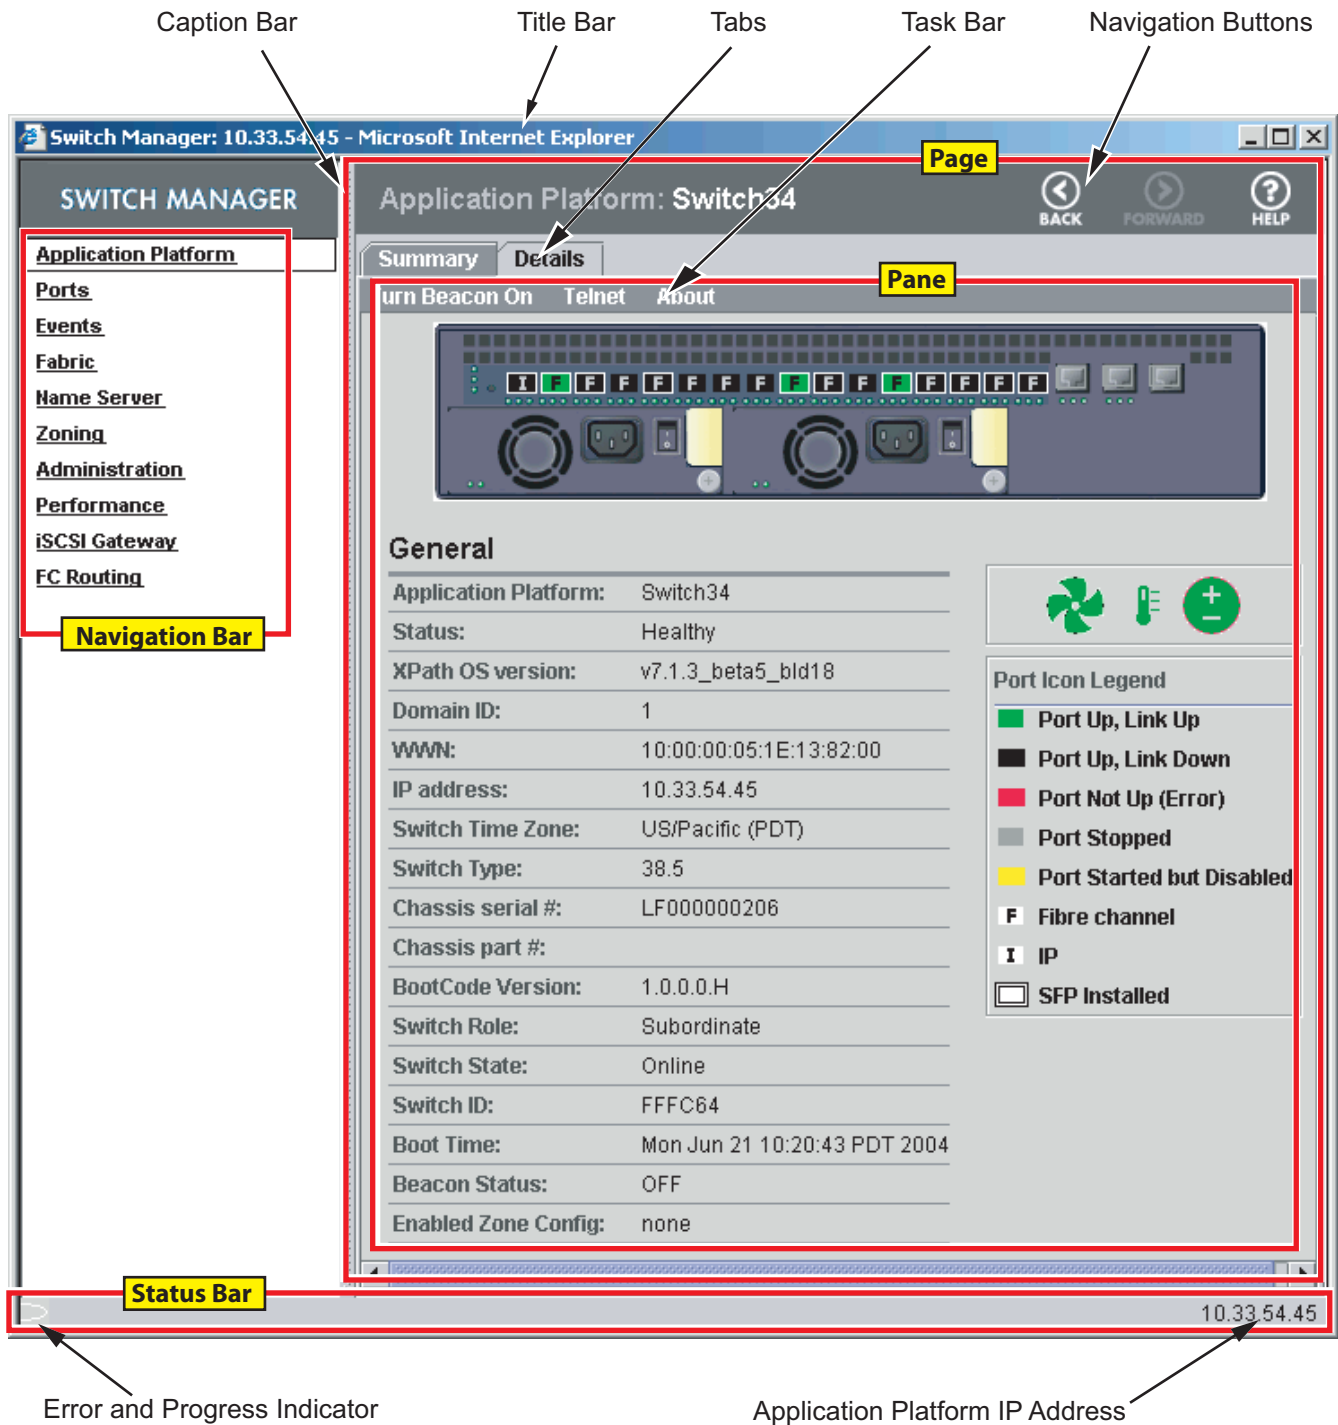 Caption Bar
Title Bar
Tabs
Task Bar
Navigation Buttons
Switch Manager: 10.33.54.45 - Microsoft Internet Explorer
Page
SWITCH MANAGER
Application Platform: Switch34
BACK
FORWARD
HELP
Application Platform
Ports
Events
Fabric
Name Server
Zoning
Administration
Performance
iSCSI Gateway
FC Routing
Navigation Bar
Summary
Details
Pane
urn Beacon On
Telnet
About
I F F F F F F F F F F F F F F F
General
Application Platform: Switch34
Status: Healthy
XPath OS version: v7.1.3_beta5_bld18
Domain ID: 1
WWN: 10:00:00:05:1E:13:82:00
IP address: 10.33.54.45
Switch Time Zone: US/Pacific (PDT)
Switch Type: 38.5
Chassis serial #: LF000000206
Chassis part #:
BootCode Version: 1.0.0.0.H
Switch Role: Subordinate
Switch State: Online
Switch ID: FFFC64
Boot Time: Mon Jun 21 10:20:43 PDT 2004
Beacon Status: OFF
Enabled Zone Config: none
Port Icon Legend
Port Up, Link Up
Port Up, Link Down
Port Not Up (Error)
Port Stopped
Port Started but Disabled
F Fibre channel
I IP
SFP Installed
Status Bar
10.33.54.45
Error and Progress Indicator
Application Platform IP Address